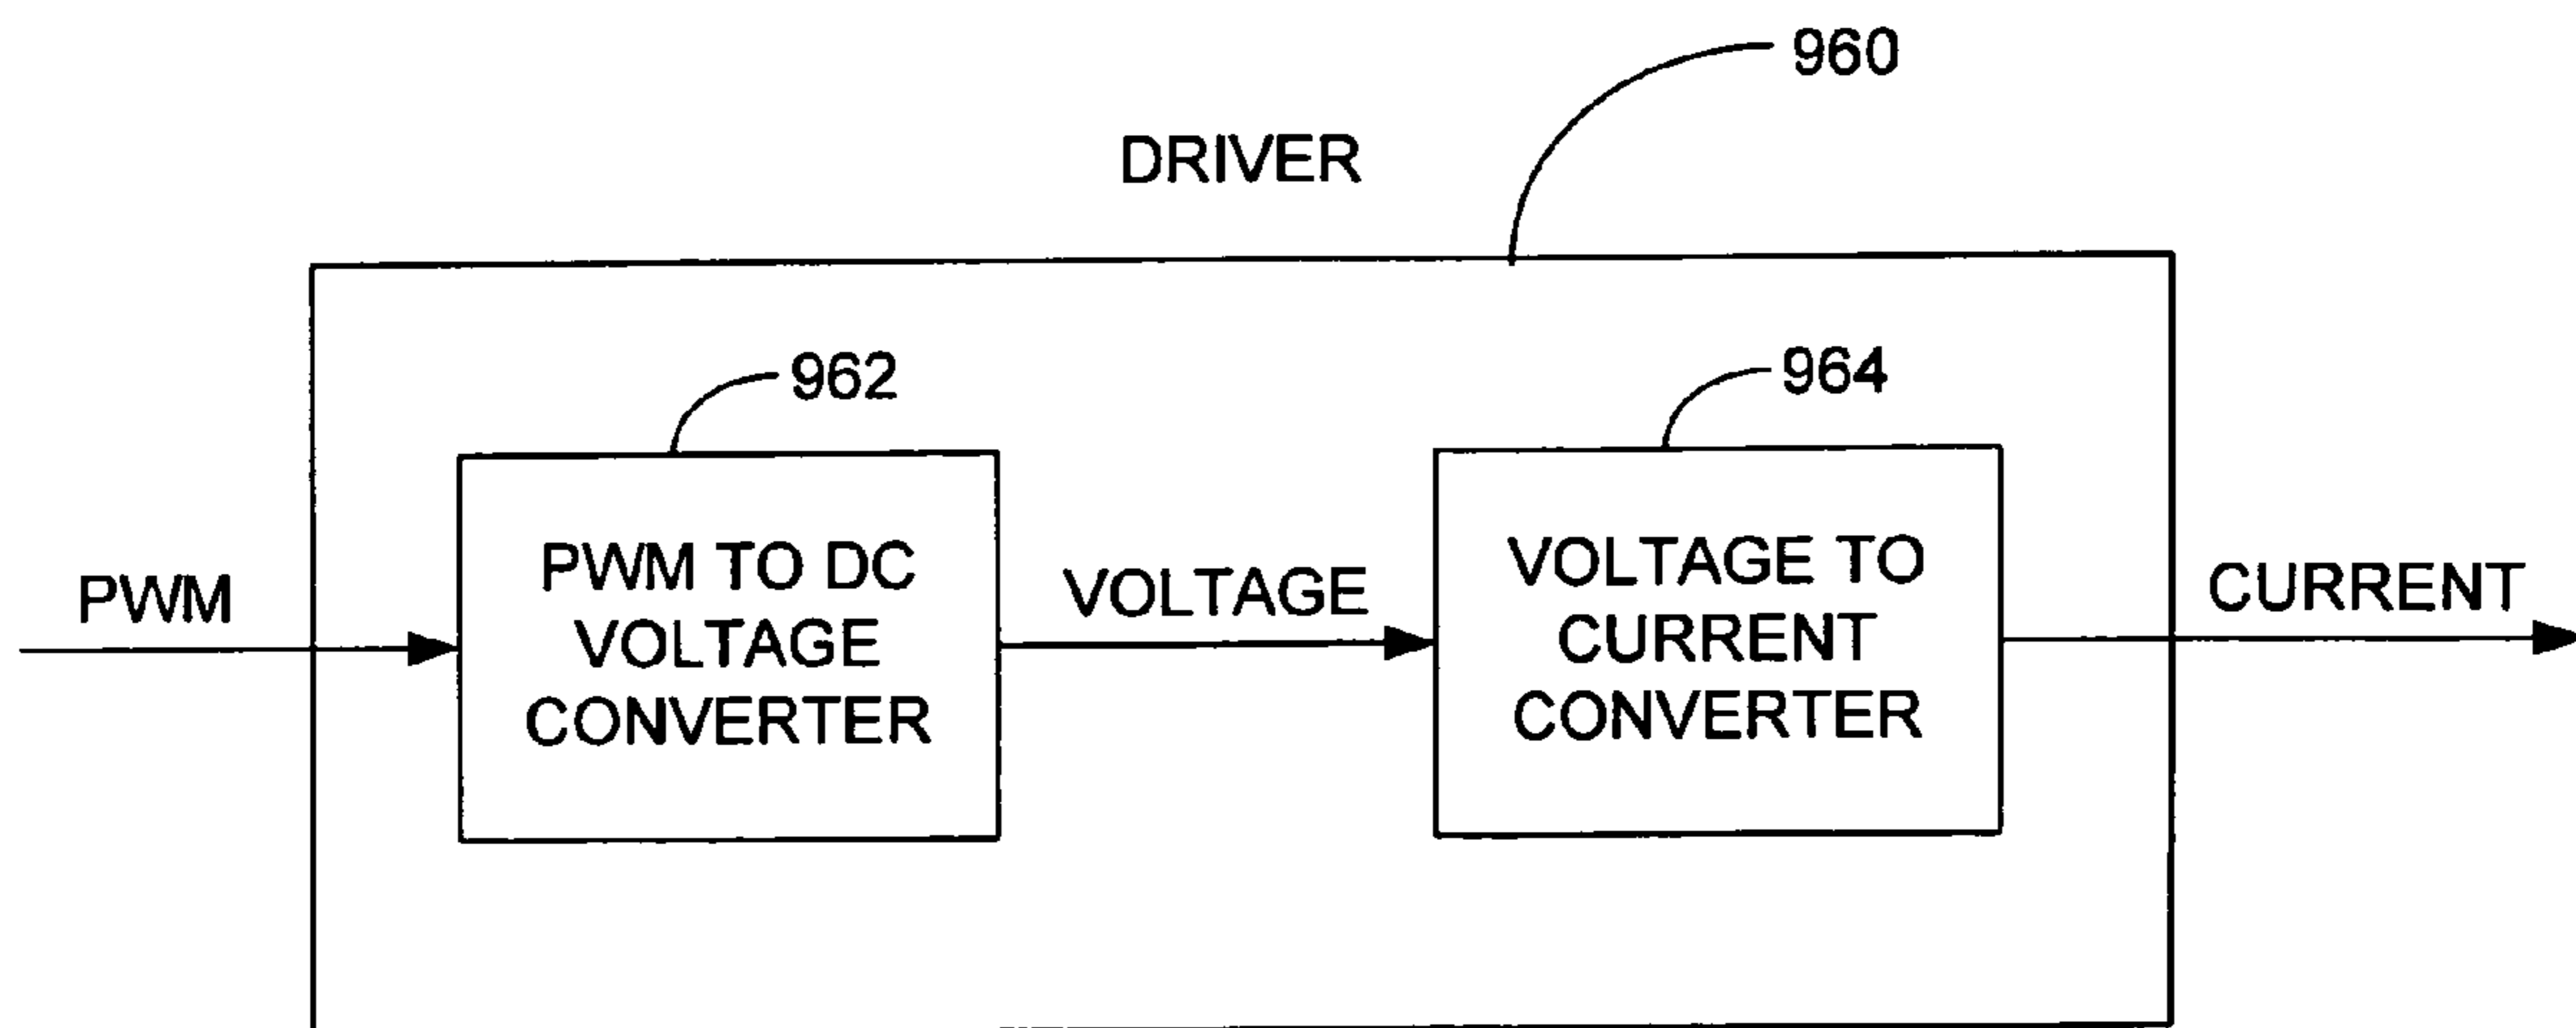 960
DRIVER
962
964
PWM
PWM TO DC
VOLTAGE
CONVERTER
VOLTAGE
VOLTAGE TO
CURRENT
CONVERTER
CURRENT